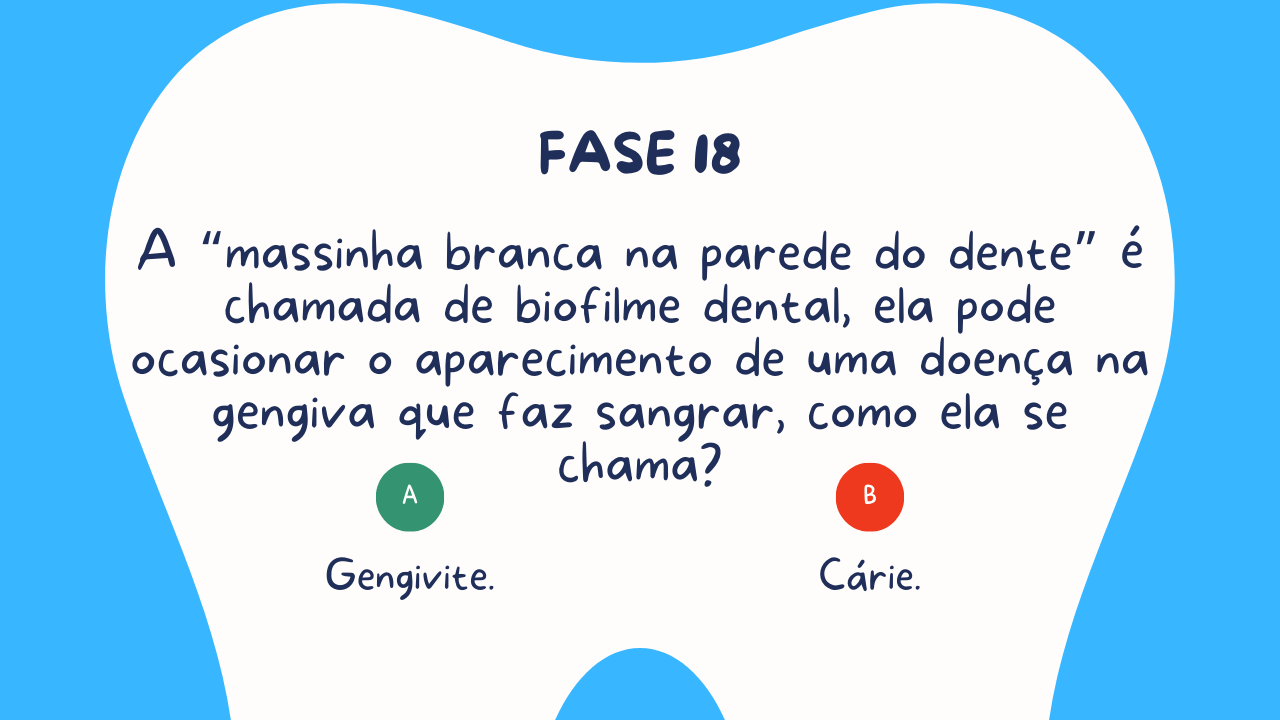 FASE 18
A “massinha branca na parede do dente” é
chamada de biofilme dental, ela pode
ocasionar o aparecimento de uma doença na
gengiva que faz sangrar, como ela se
chama?
A
B
Gengivite.
Cárie.